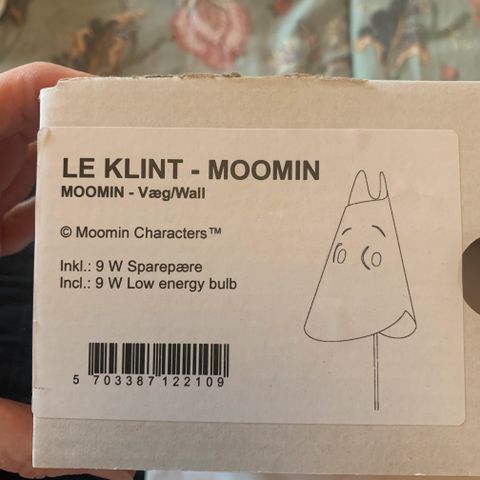 LE KLINT - MOOMIN
MOOMIN - Væg/Wall
© Moomin Characters™
Inkl.: 9 W Sparepære
Incl.: 9 W Low energy bulb
5 703387 122109